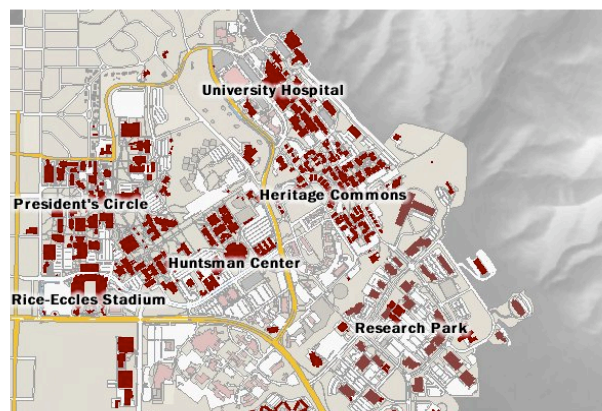 University Hospital
Heritage Commons
President's Circle
Huntsman Center
Rice-Eccles Stadium
Research Park